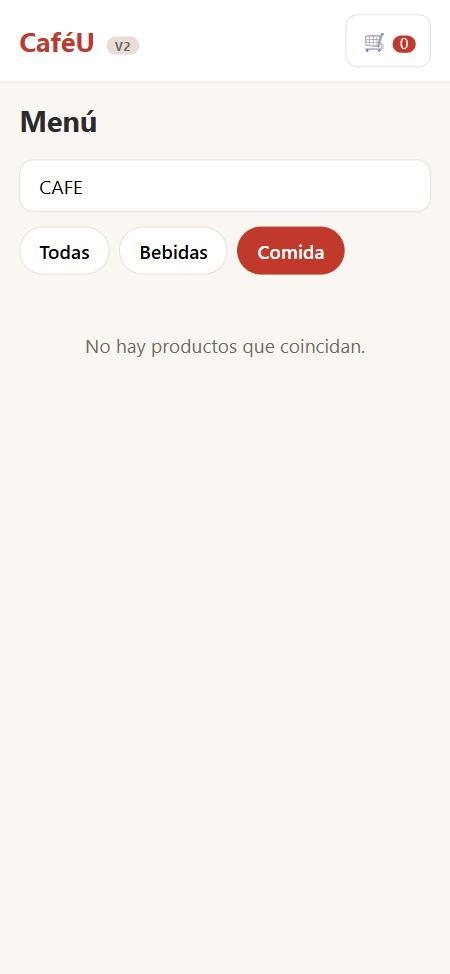 CaféU V2 0
Menú
CAFE
Todas Bebidas Comida
No hay productos que coincidan.